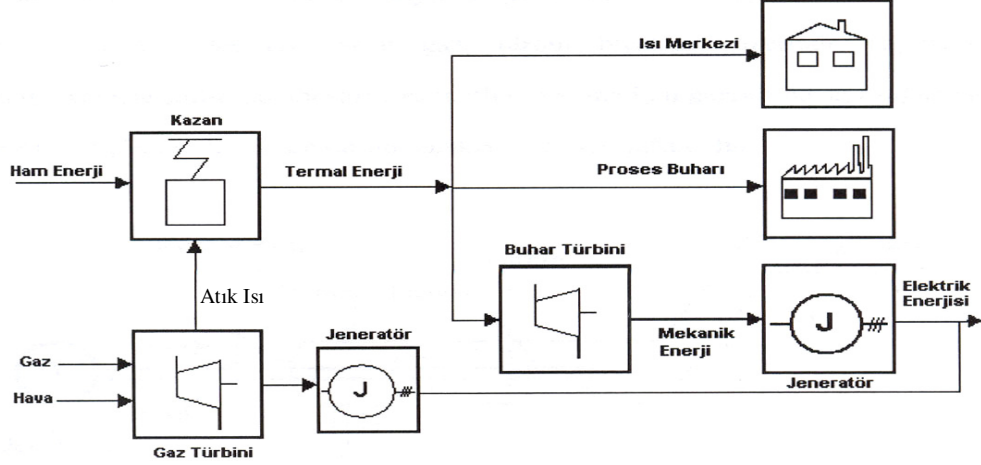 Isı Merkezi
Kazan
Ham Enerji
Termal Enerji
Proses Buharı
Buhar Türbini
Elektrik
Enerjisi
Atık Isı
J
Mekanik
Enerji
Jeneratör
Jeneratör
Gaz
J
Hava
Gaz Türbini